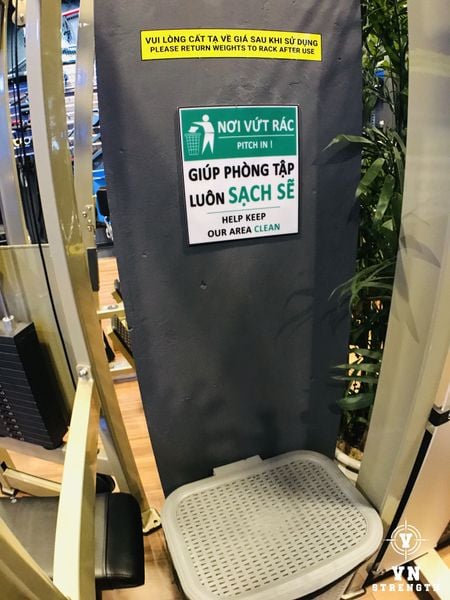 VUI LÒNG CẤT TẠ VỀ GIÁ SAU KHI SỬ DỤNG
PLEASE RETURN WEIGHTS TO RACK AFTER USE
NƠI VỨT RÁC
PITCH IN !
GIÚP PHÒNG TẬP
LUÔN SẠCH SẼ
HELP KEEP
OUR AREA CLEAN
V
VN
STRENGTH